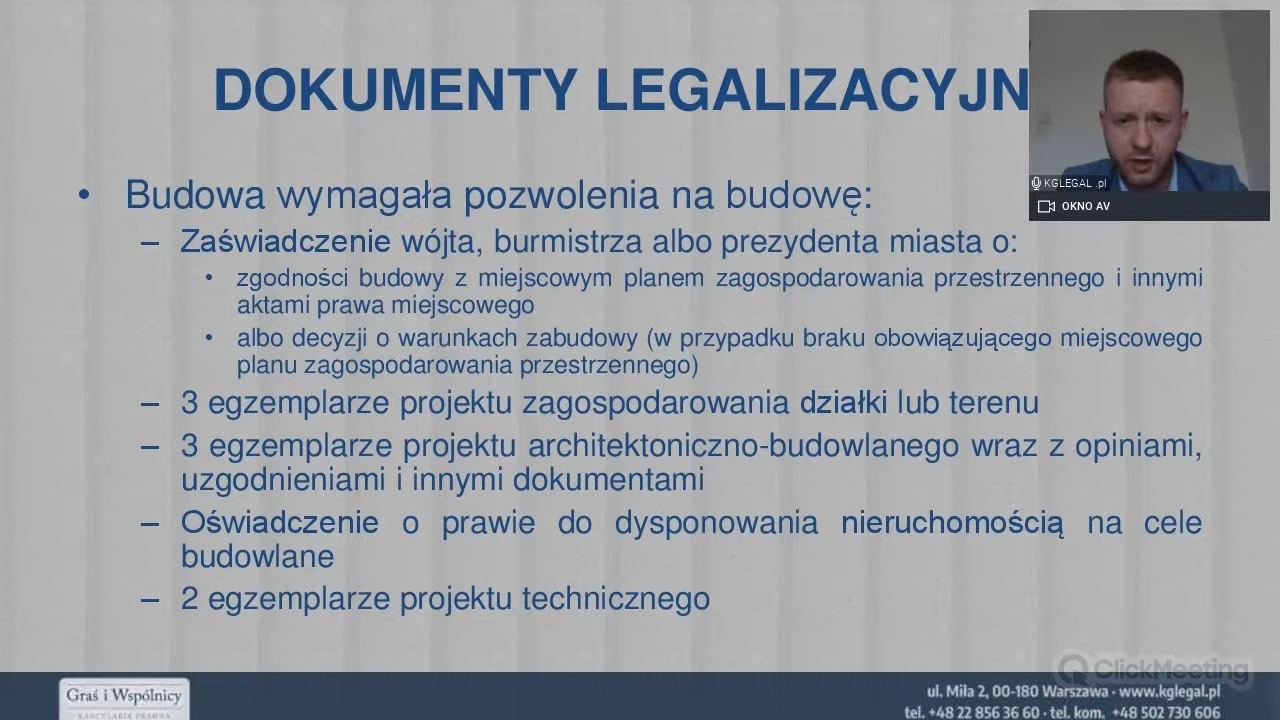 DOKUMENTY LEGALIZACYJN
KGLEGAL .pl
OKNO AV
• Budowa wymagała pozwolenia na budowę:
– Zaświadczenie wójta, burmistrza albo prezydenta miasta o:
• zgodności budowy z miejscowym planem zagospodarowania przestrzennego i innymi
aktami prawa miejscowego
• albo decyzji o warunkach zabudowy (w przypadku braku obowiązującego miejscowego
planu zagospodarowania przestrzennego)
– 3 egzemplarze projektu zagospodarowania działki lub terenu
– 3 egzemplarze projektu architektoniczno-budowlanego wraz z opiniami,
uzgodnieniami i innymi dokumentami
– Oświadczenie o prawie do dysponowania nieruchomością na cele
budowlane
– 2 egzemplarze projektu technicznego
ClickMeeting
Graś i Wspólnicy
KANCELARIA PRAWNA
ul. Miła 2, 00-180 Warszawa · www.kglegal.pl
tel. +48 22 856 36 60 · tel. kom. +48 502 730 606